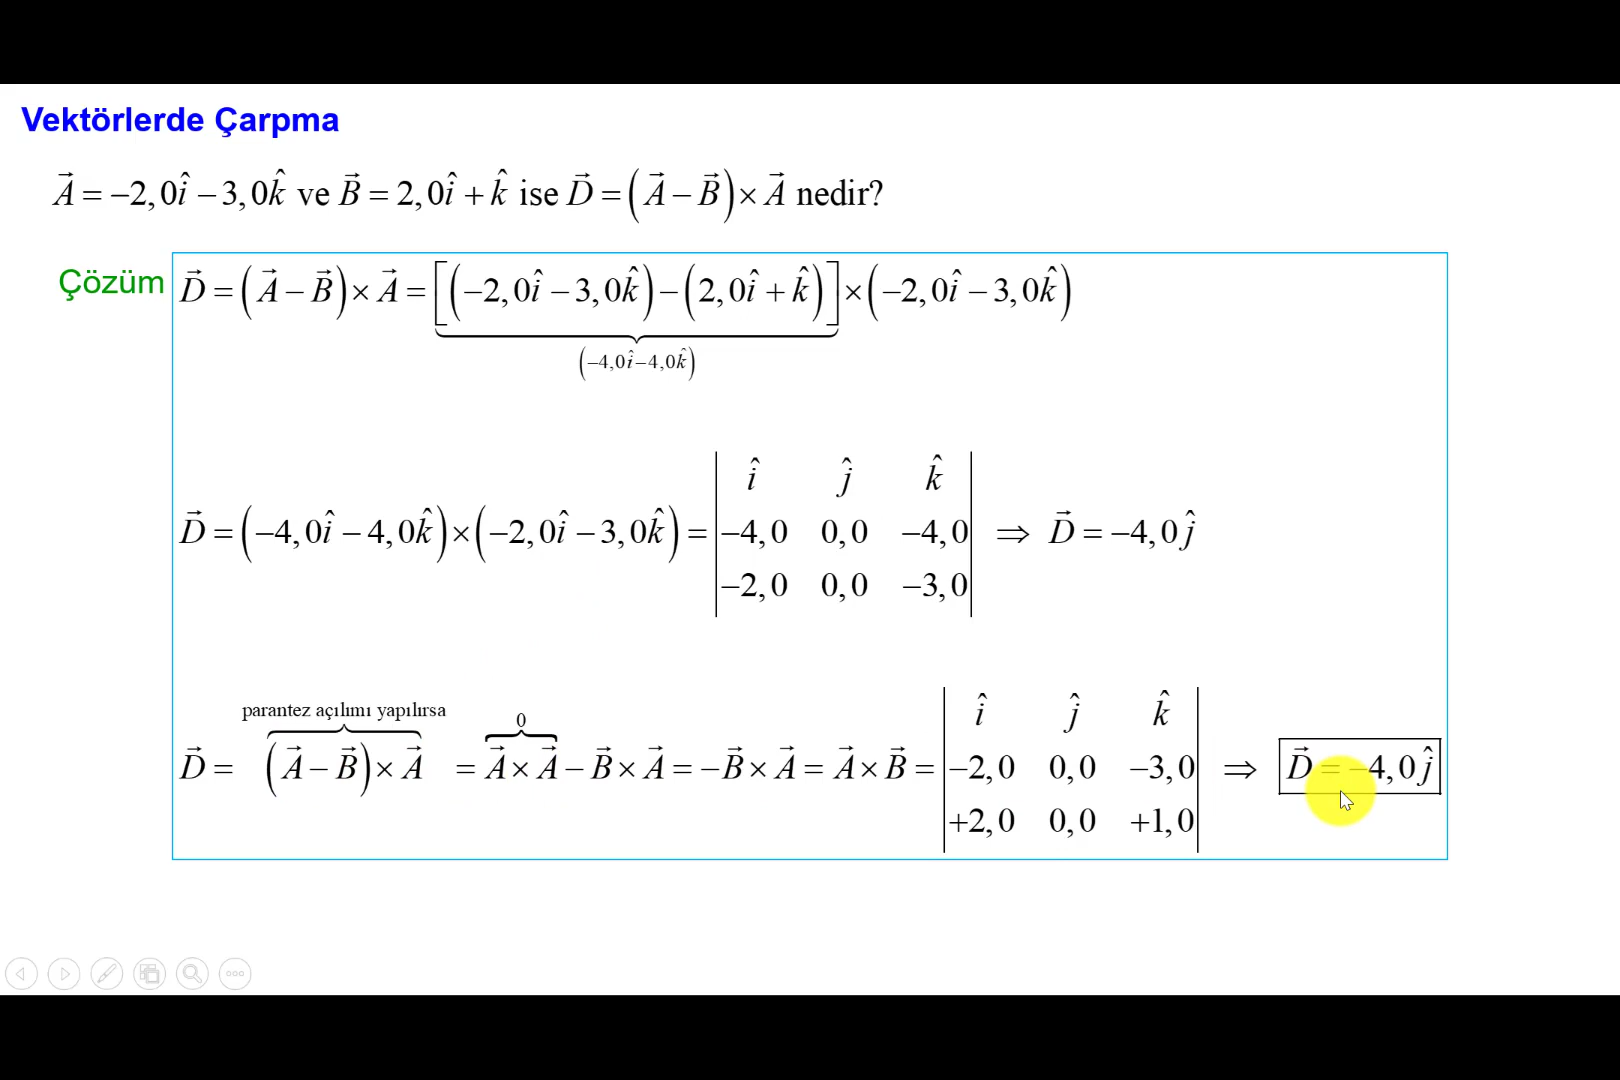 Vektörlerde Çarpma
A⃗ = −2,0î − 3,0k̂ ve B⃗ = 2,0î + k̂ ise D⃗ = (A⃗ − B⃗) × A⃗ nedir?
Çözüm
D⃗ = (A⃗ − B⃗) × A⃗ = [(−2,0î − 3,0k̂) − (2,0î + k̂)] × (−2,0î − 3,0k̂)
(−4,0î−4,0k̂)
î ĵ k̂
D⃗ = (−4,0î − 4,0k̂) × (−2,0î − 3,0k̂) = −4,0 0,0 −4,0 ⇒ D⃗ = −4,0ĵ
−2,0 0,0 −3,0
parantez açılımı yapılırsa 0 î ĵ k̂
D⃗ = (A⃗ − B⃗) × A⃗ = A⃗ × A⃗ − B⃗ × A⃗ = −B⃗ × A⃗ = A⃗ × B⃗ = −2,0 0,0 −3,0 ⇒ D⃗ = −4,0ĵ
+2,0 0,0 +1,0